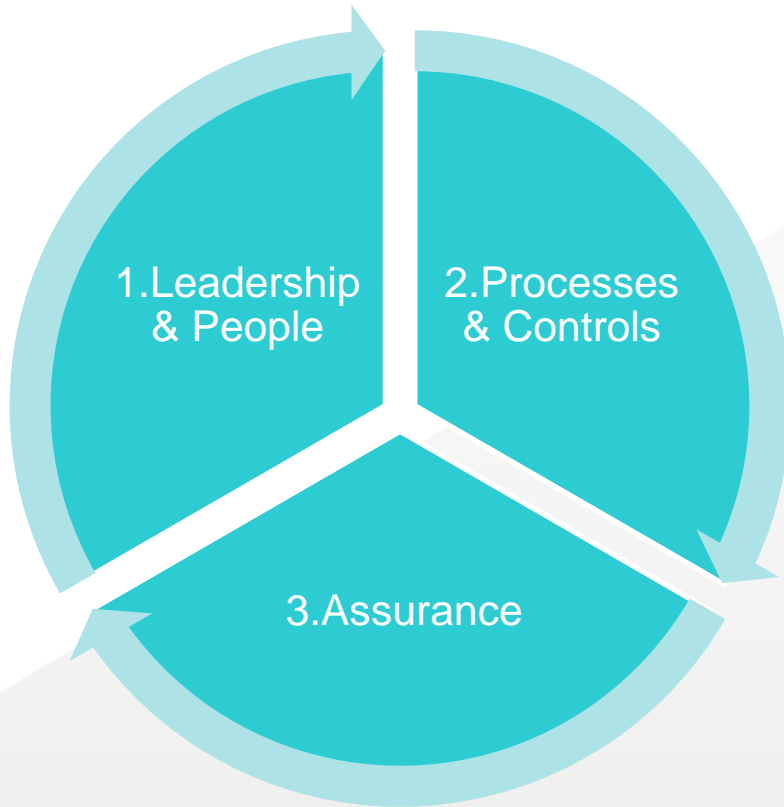 1.Leadership
& People
2.Processes
& Controls
3.Assurance